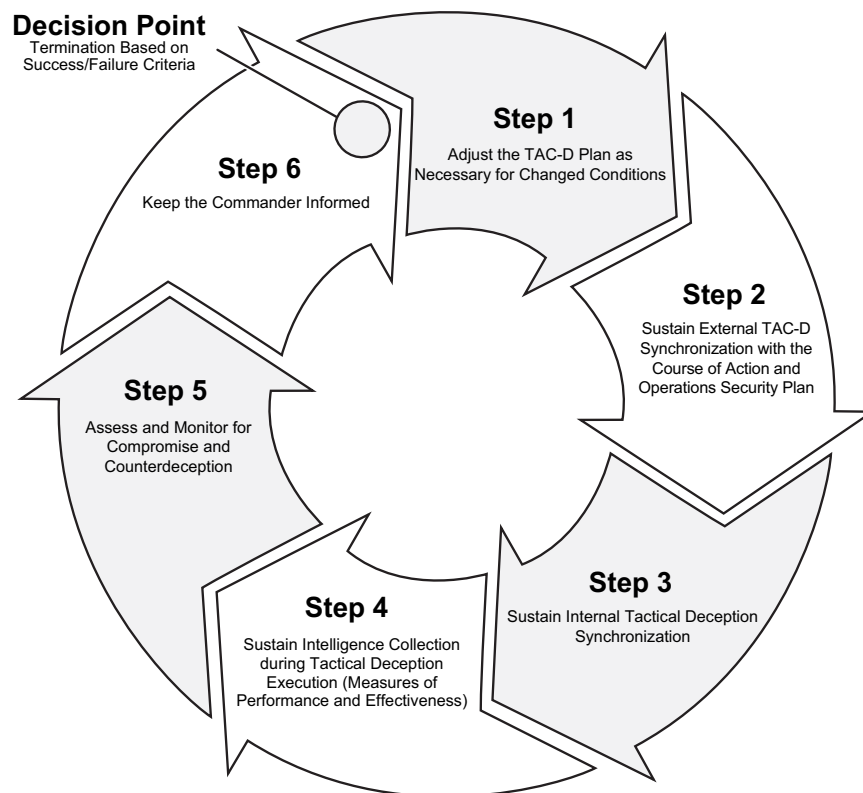 Decision Point
Termination Based on
Success/Failure Criteria
Step 1
Adjust the TAC-D Plan as
Necessary for Changed Conditions
Step 2
Sustain External TAC-D
Synchronization with the
Course of Action and
Operations Security Plan
Step 3
Sustain Internal Tactical Deception
Synchronization
Step 4
Sustain Intelligence Collection
during Tactical Deception
Execution (Measures of
Performance and Effectiveness)
Step 5
Assess and Monitor for
Compromise and
Counterdeception
Step 6
Keep the Commander Informed